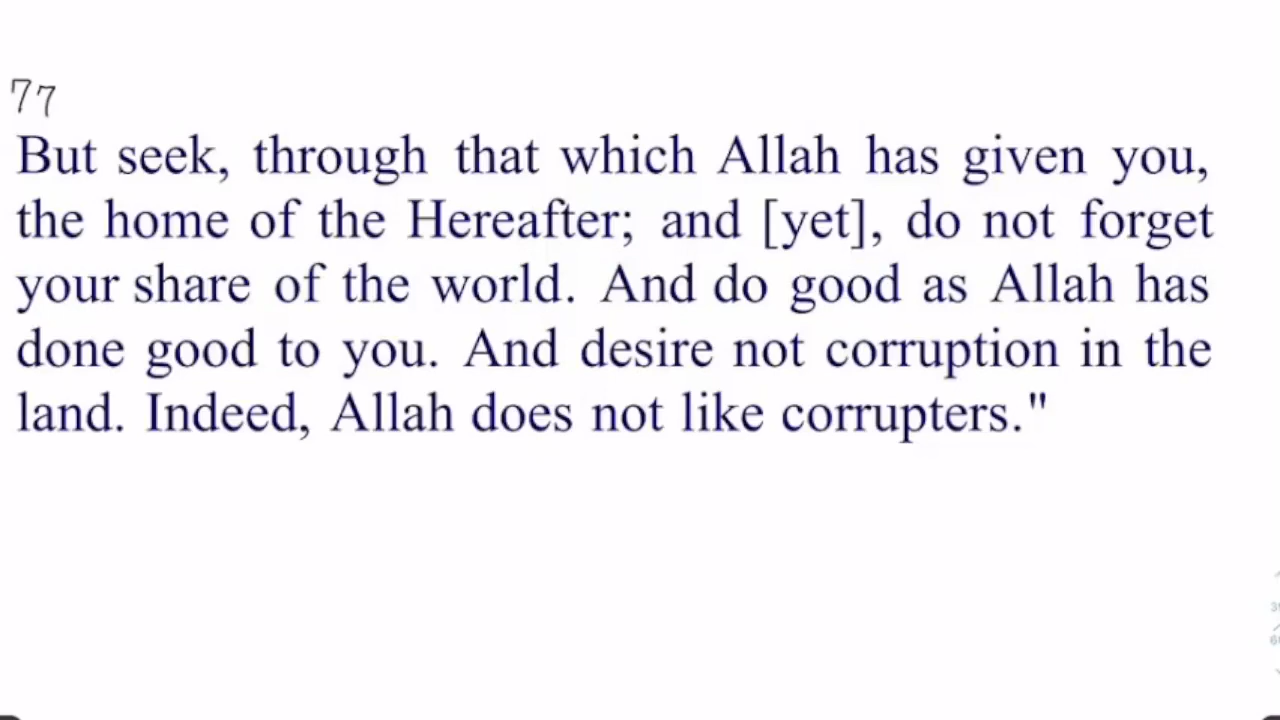 77
But seek, through that which Allah has given you,
the home of the Hereafter; and [yet], do not forget
your share of the world. And do good as Allah has
done good to you. And desire not corruption in the
land. Indeed, Allah does not like corrupters."